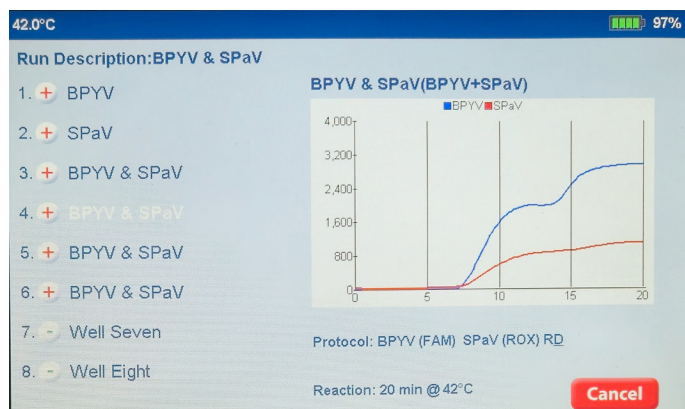 42.0°C
97%
Run Description:BPYV & SPaV
1. + BPYV
2. + SPaV
3. + BPYV & SPaV
4. + BPYV & SPaV
5. + BPYV & SPaV
6. + BPYV & SPaV
7. - Well Seven
8. - Well Eight
BPYV & SPaV(BPYV+SPaV)
BPYV SPaV
4,000
3,200
2,400
1,600
800
0 5 10 15 20
Protocol: BPYV (FAM) SPaV (ROX) RD
Reaction: 20 min @ 42°C
Cancel